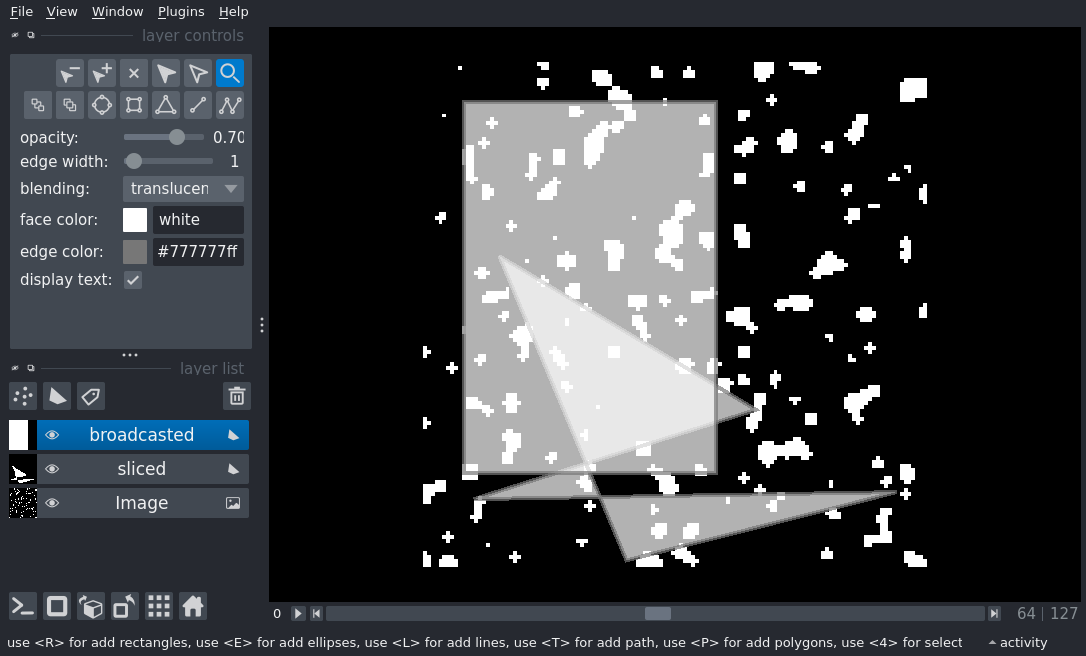 File View Window Plugins Help
layer controls
opacity: 0.70
edge width: 1
blending: translucen
face color: white
edge color: #777777ff
display text:
layer list
broadcasted
sliced
Image
0 64 | 127
use <R> for add rectangles, use <E> for add ellipses, use <L> for add lines, use <T> for add path, use <P> for add polygons, use <4> for select activity